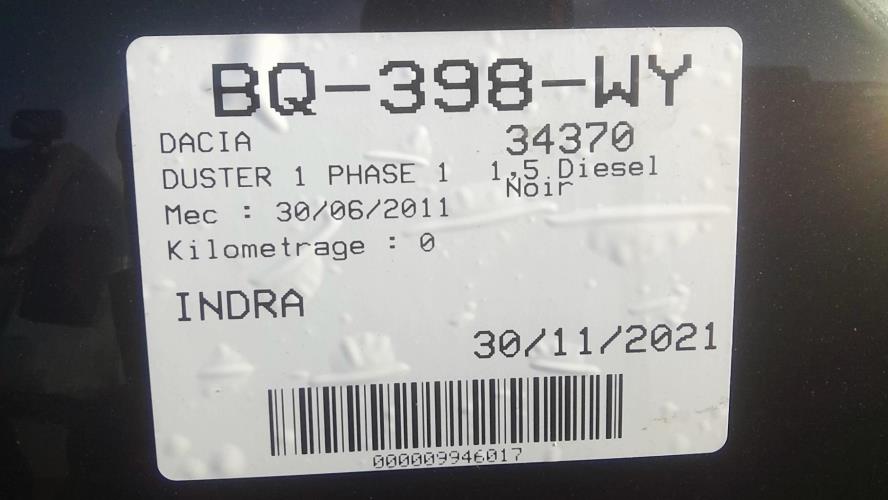 BQ-398-WY
DACIA 34370
DUSTER 1 PHASE 1 1,5 Diesel
Noir
Mec : 30/06/2011
Kilometrage : 0
INDRA
30/11/2021
000009946017